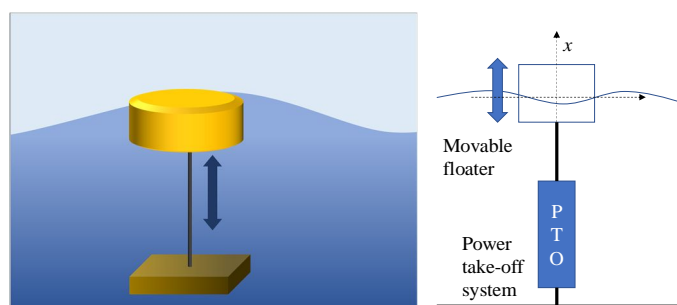 x
Movable
floater
P
T
O
Power
take-off
system